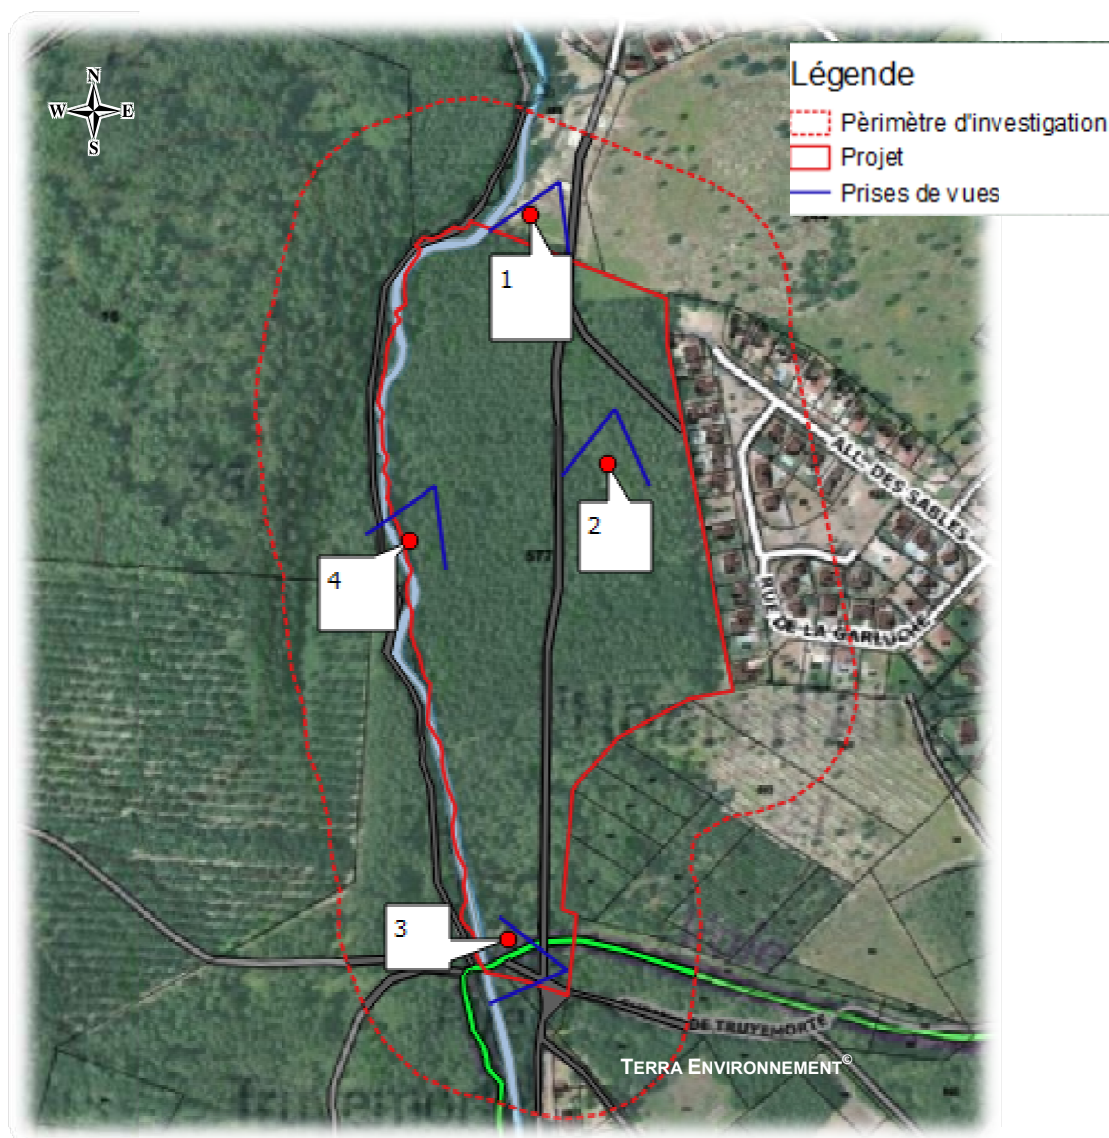 N
W E
S
Légende
Pèrimètre d'investigation
Projet
Prises de vues
1
2
577
4
3
ALL. DES SABLES
RUE DE LA GARLUCHE
DE TRUYEMORTE
TERRA ENVIRONNEMENT©